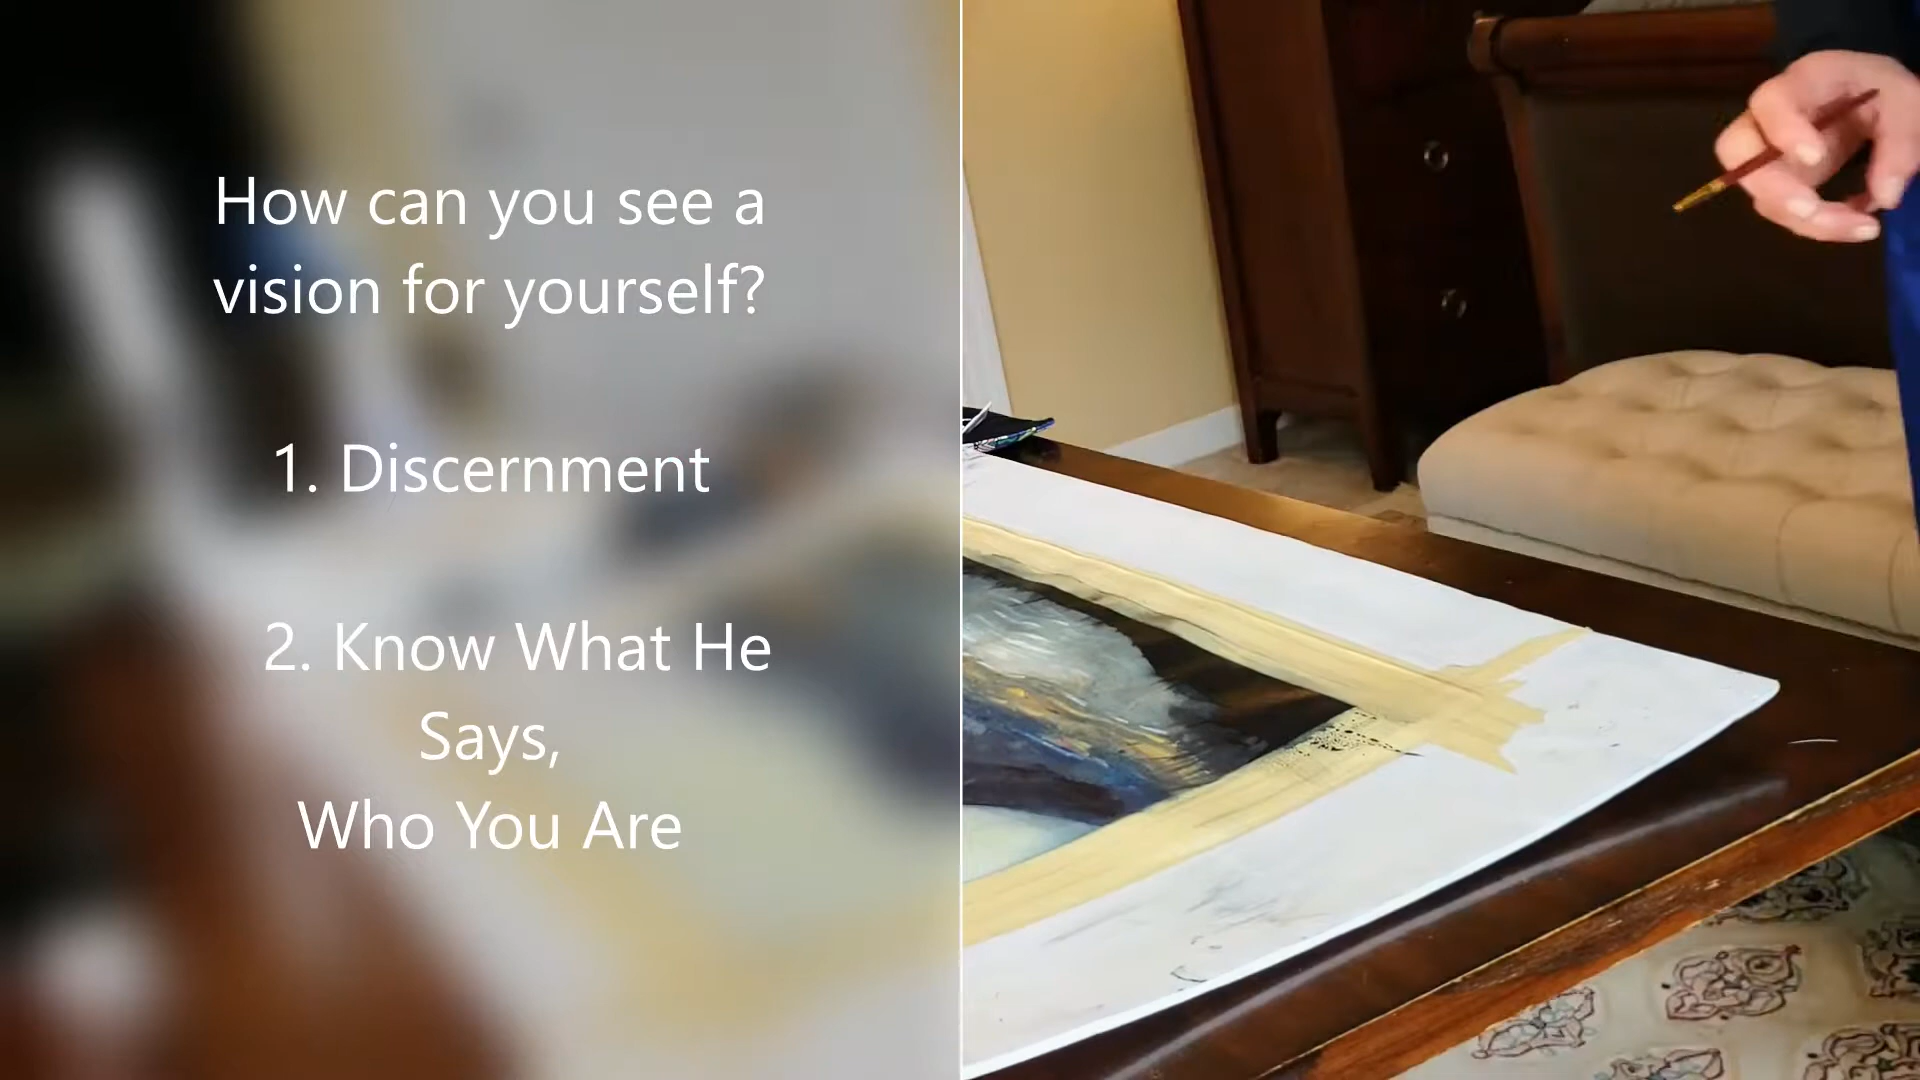 How can you see a
vision for yourself?
1. Discernment
2. Know What He
Says,
Who You Are